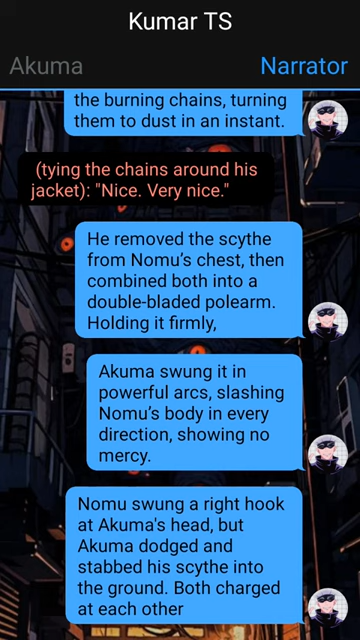 Kumar TS
Akuma
Narrator
the burning chains, turning
them to dust in an instant.
(tying the chains around his
jacket): "Nice. Very nice."
He removed the scythe
from Nomu's chest, then
combined both into a
double-bladed polearm.
Holding it firmly,
Akuma swung it in
powerful arcs, slashing
Nomu's body in every
direction, showing no
mercy.
Nomu swung a right hook
at Akuma's head, but
Akuma dodged and
stabbed his scythe into
the ground. Both charged
at each other